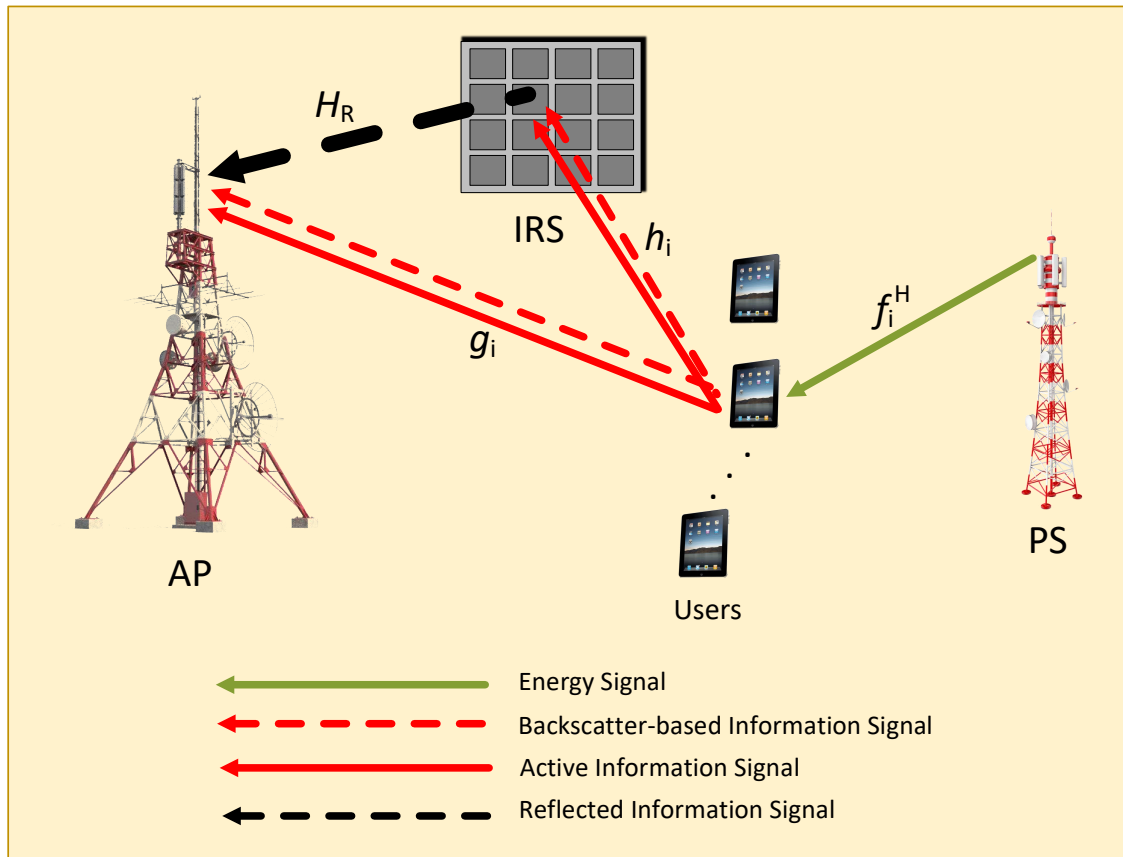 H_R
IRS
h_i
f_i^H
g_i
PS
AP
Users
Energy Signal
Backscatter-based Information Signal
Active Information Signal
Reflected Information Signal